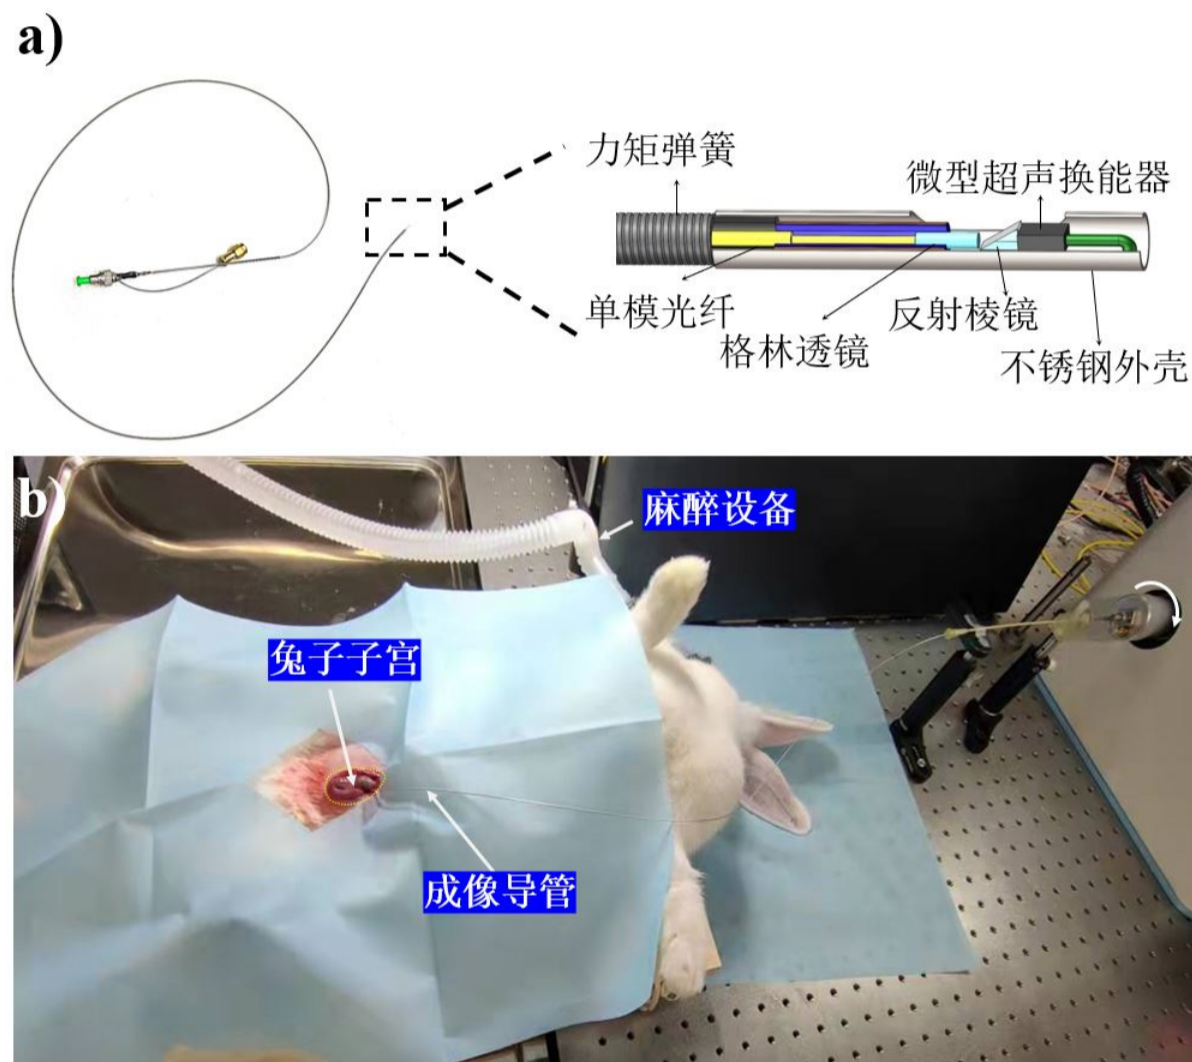 a)
力矩弹簧
微型超声换能器
单模光纤
格林透镜
反射棱镜
不锈钢外壳
b)
麻醉设备
兔子子宫
成像导管